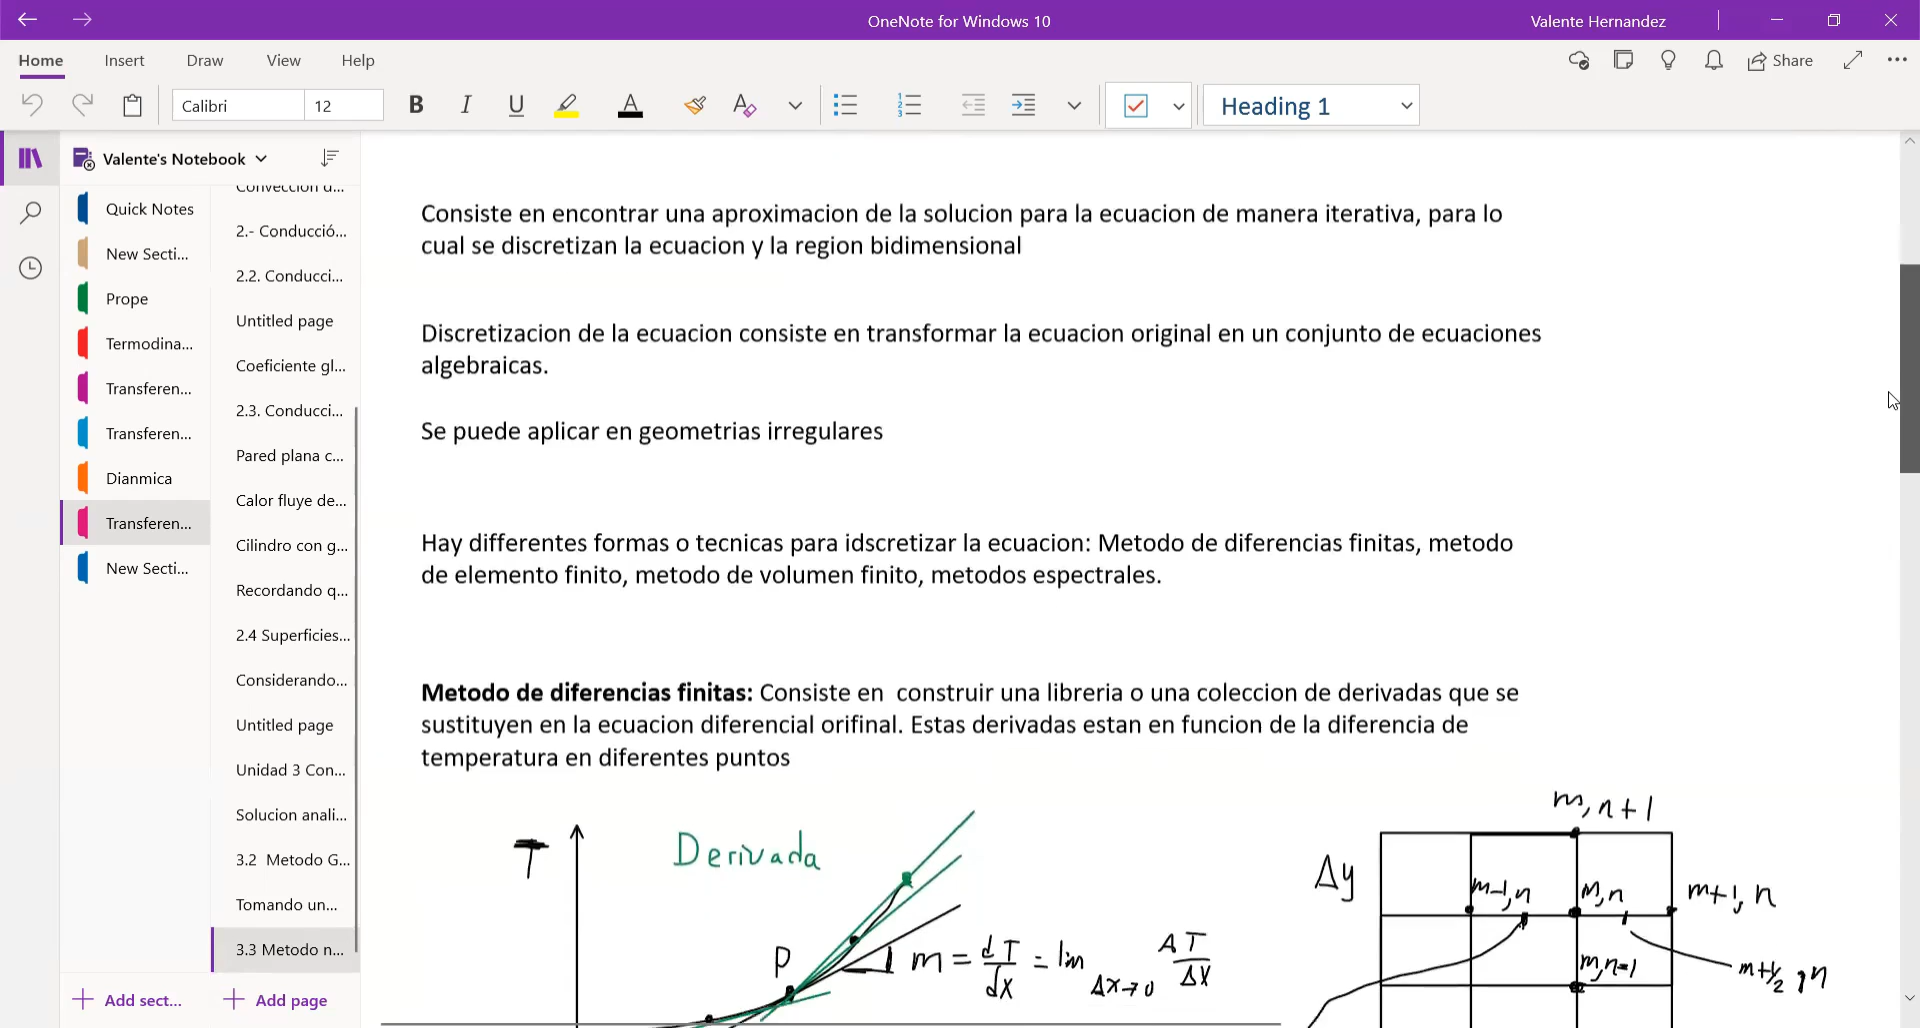 OneNote for Windows 10
Valente Hernandez
Home Insert Draw View Help
Share
Calibri 12 B I U A A Heading 1
Valente's Notebook
Quick Notes
New Secti...
Prope
Termodina...
Transferen...
Transferen...
Dianmica
Transferen...
New Secti...
Add sect...
Conveccion d...
2.- Conducció...
2.2. Conducci...
Untitled page
Coeficiente gl...
2.3. Conducci...
Pared plana c...
Calor fluye de...
Cilindro con g...
Recordando q...
2.4 Superficies...
Considerando...
Untitled page
Unidad 3 Con...
Solucion anali...
3.2 Metodo G...
Tomando un...
3.3 Metodo n...
Add page
Consiste en encontrar una aproximacion de la solucion para la ecuacion de manera iterativa, para lo
cual se discretizan la ecuacion y la region bidimensional
Discretizacion de la ecuacion consiste en transformar la ecuacion original en un conjunto de ecuaciones
algebraicas.
Se puede aplicar en geometrias irregulares
Hay differentes formas o tecnicas para idscretizar la ecuacion: Metodo de diferencias finitas, metodo
de elemento finito, metodo de volumen finito, metodos espectrales.
Metodo de diferencias finitas: Consiste en construir una libreria o una coleccion de derivadas que se
sustituyen en la ecuacion diferencial orifinal. Estas derivadas estan en funcion de la diferencia de
temperatura en diferentes puntos
T
Derivada
P
m = dT/dx = lim Δx→0 ΔT/ΔX
m, n+1
Δy
m-1, n
m, n
m+1, n
m, n-1
m+1/2, n